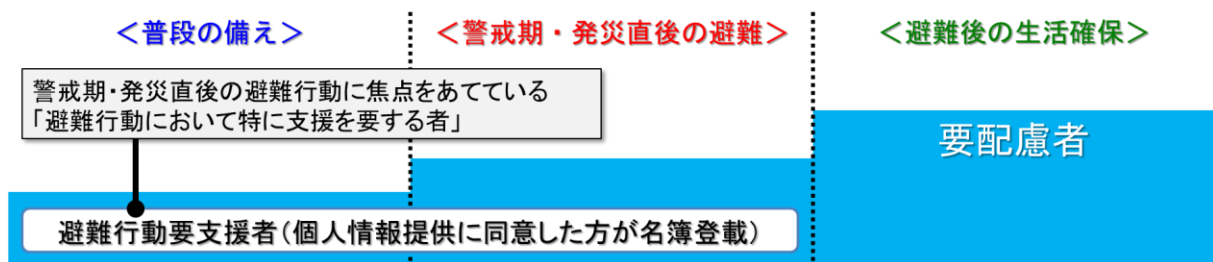 ＜普段の備え＞
＜警戒期・発災直後の避難＞
＜避難後の生活確保＞
警戒期・発災直後の避難行動に焦点をあてている
「避難行動において特に支援を要する者」
要配慮者
避難行動要支援者（個人情報提供に同意した方が名簿登載）